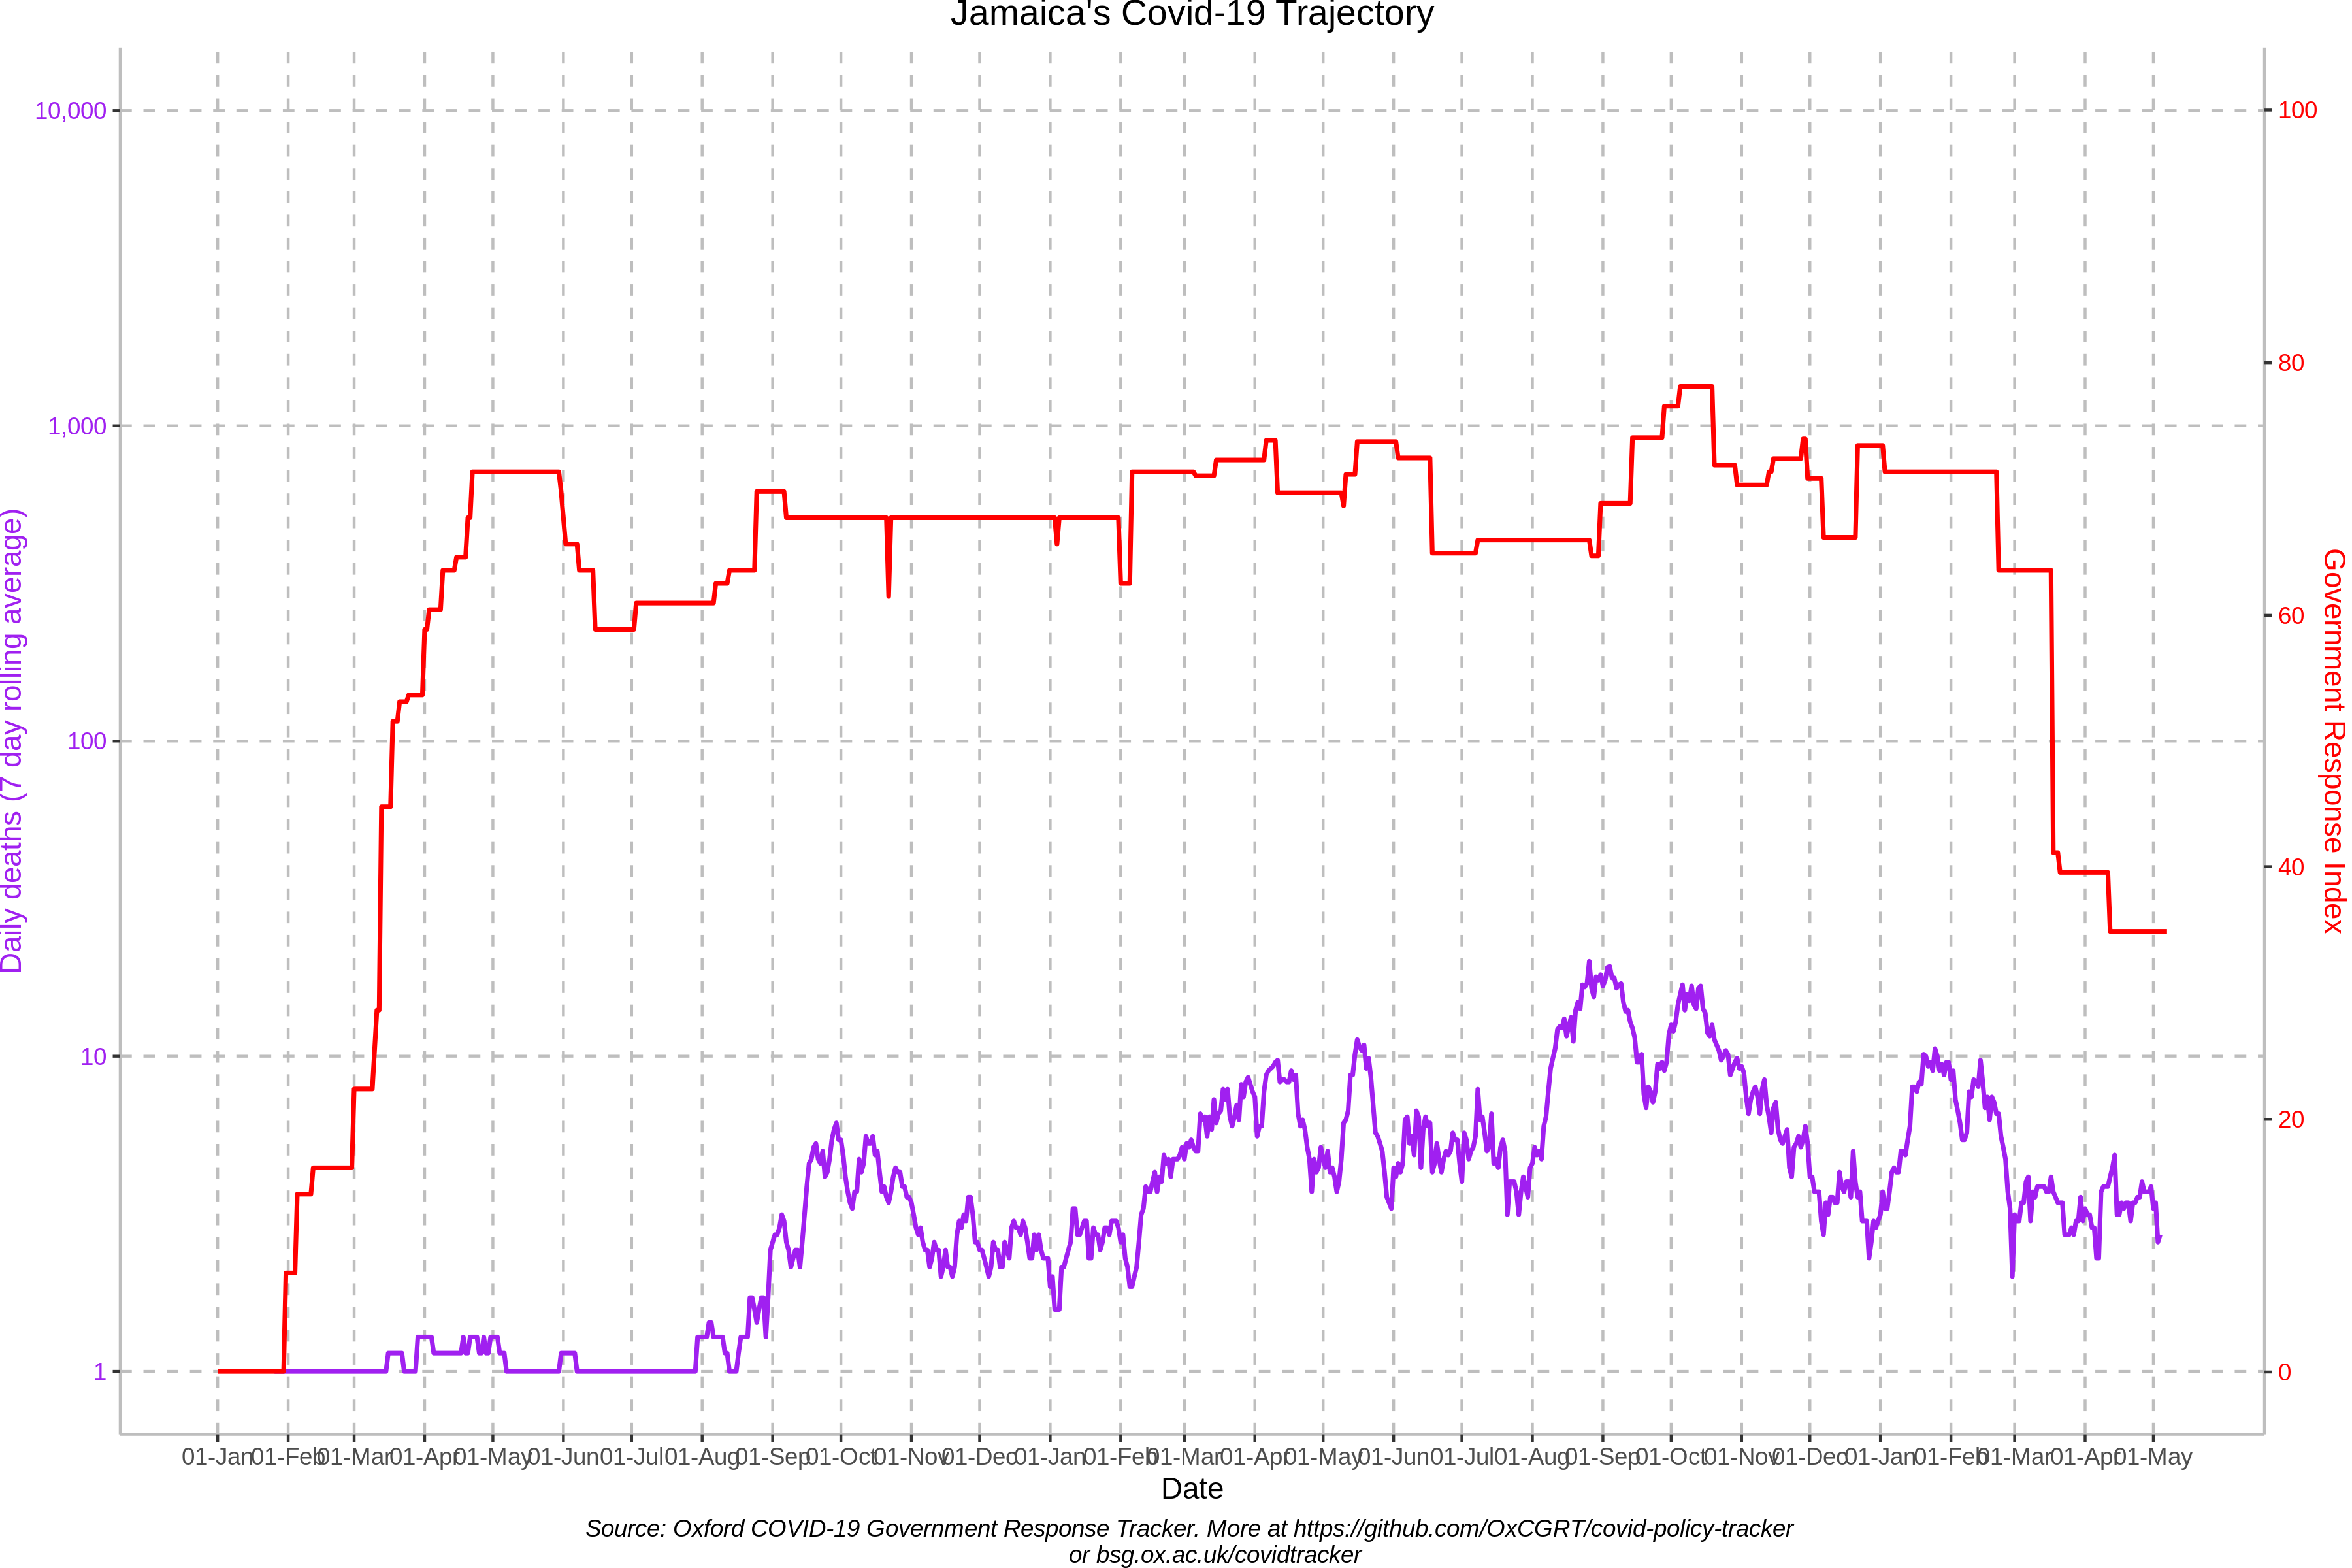 Jamaica's Covid-19 Trajectory
10,000
1,000
100
10
1
Daily deaths (7 day rolling average)
100
80
60
40
20
0
Government Response Index
01-Jan 01-Feb 01-Mar 01-Apr 01-May 01-Jun 01-Jul 01-Aug 01-Sep 01-Oct 01-Nov 01-Dec 01-Jan 01-Feb 01-Mar 01-Apr 01-May 01-Jun 01-Jul 01-Aug 01-Sep 01-Oct 01-Nov 01-Dec 01-Jan 01-Feb 01-Mar 01-Apr 01-May
Date
Source: Oxford COVID-19 Government Response Tracker. More at https://github.com/OxCGRT/covid-policy-tracker
or bsg.ox.ac.uk/covidtracker